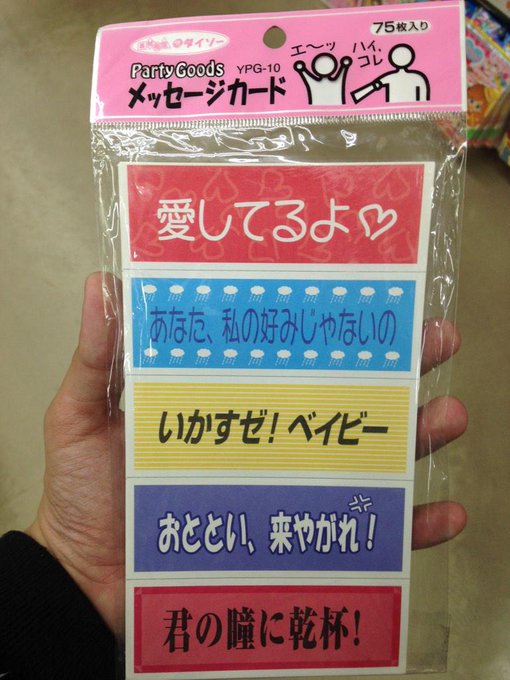 75枚入り
のダイソー
エ〜ッ
ハイ、
コレ
Party Goods YPG-10
メッセージカード
愛してるよ♡
あなた、私の好みじゃないの
いかすゼ！ベイビー
おととい、来やがれ！
君の瞳に乾杯！